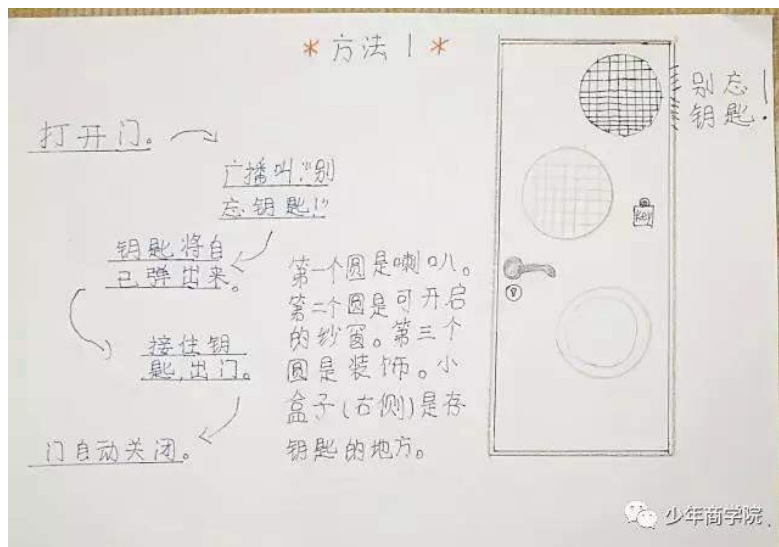 *方法1*
打开门。
广播叫:“别
忘钥匙!”
钥匙将自
己弹出来。
接住钥
匙,出门。
门自动关闭。
第一个圆是喇叭。
第二个圆是可开启
的纱窗。第三个
圆是装饰。小
盒子(右侧)是存
钥匙的地方。
别忘
钥匙!
key
少年商学院